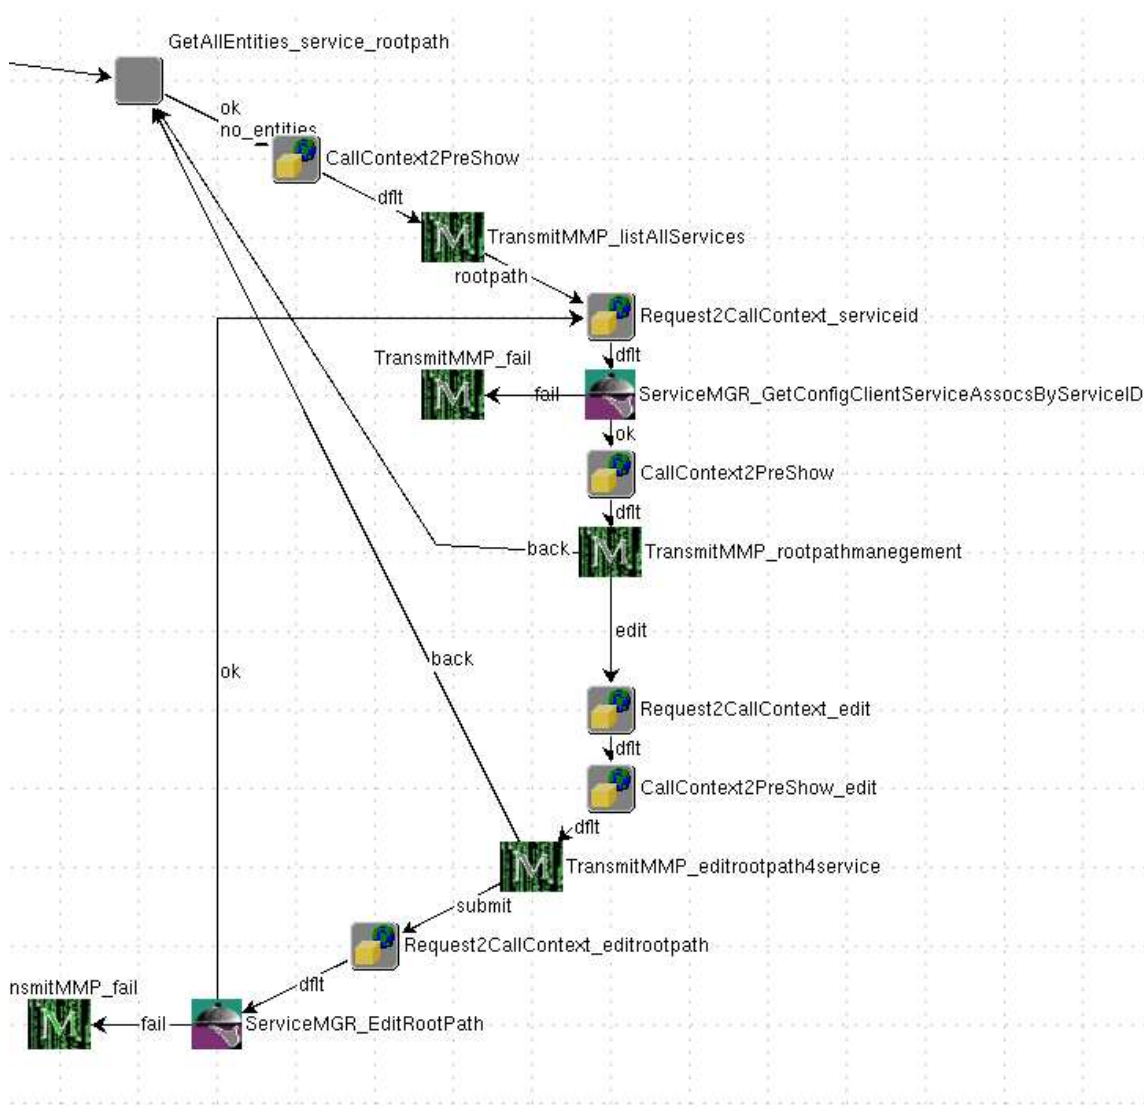 GetAllEntities_service_rootpath
ok
no_entities
CallContext2PreShow
dflt
TransmitMMP_listAllServices
rootpath
Request2CallContext_serviceid
dflt
TransmitMMP_fail
fail
ServiceMGR_GetConfigClientServiceAssocsByServiceID
ok
CallContext2PreShow
dflt
back
TransmitMMP_rootpathmanegement
edit
back
ok
Request2CallContext_edit
dflt
CallContext2PreShow_edit
dflt
TransmitMMP_editrootpath4service
submit
Request2CallContext_editrootpath
dflt
nsmitMMP_fail
fail
ServiceMGR_EditRootPath